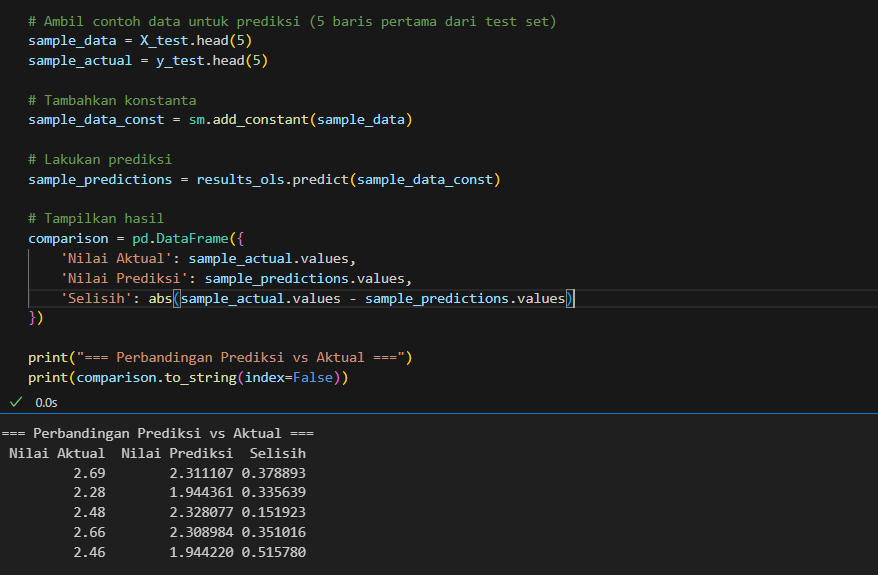 # Ambil contoh data untuk prediksi (5 baris pertama dari test set)
sample_data = X_test.head(5)
sample_actual = y_test.head(5)

# Tambahkan konstanta
sample_data_const = sm.add_constant(sample_data)

# Lakukan prediksi
sample_predictions = results_ols.predict(sample_data_const)

# Tampilkan hasil
comparison = pd.DataFrame({
    'Nilai Aktual': sample_actual.values,
    'Nilai Prediksi': sample_predictions.values,
    'Selisih': abs(sample_actual.values - sample_predictions.values)
})

print("=== Perbandingan Prediksi vs Aktual ===")
print(comparison.to_string(index=False))
0.0s
=== Perbandingan Prediksi vs Aktual ===
 Nilai Aktual  Nilai Prediksi  Selisih
         2.69        2.311107 0.378893
         2.28        1.944361 0.335639
         2.48        2.328077 0.151923
         2.66        2.308984 0.351016
         2.46        1.944220 0.515780